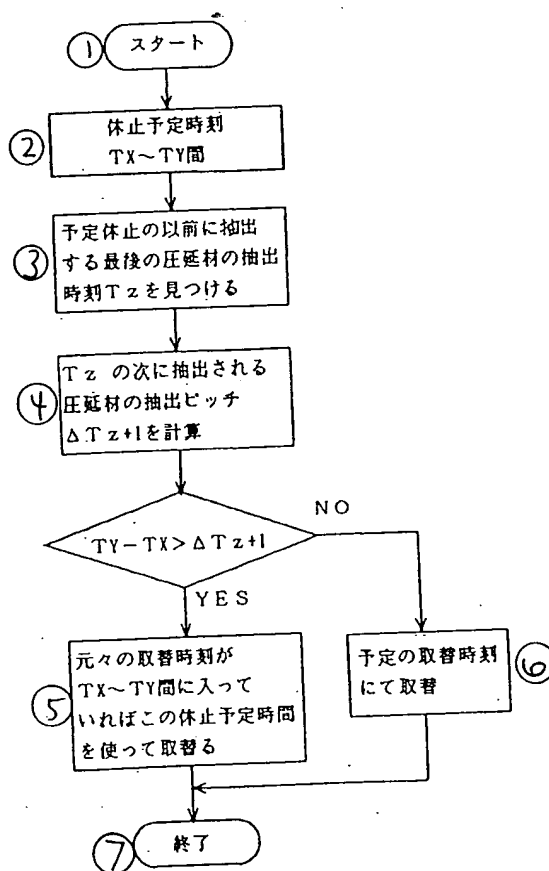 ① スタート
② 休止予定時刻
TX～TY間
③ 予定休止の以前に抽出
する最後の圧延材の抽出
時刻Tzを見つける
④ Tz の次に抽出される
圧延材の抽出ピッチ
ΔTz+1を計算
TY−TX>ΔTz+1
NO
YES
⑤ 元々の取替時刻が
TX～TY間に入って
いればこの休止予定時間
を使って取替る
⑥ 予定の取替時刻
にて取替
⑦ 終了